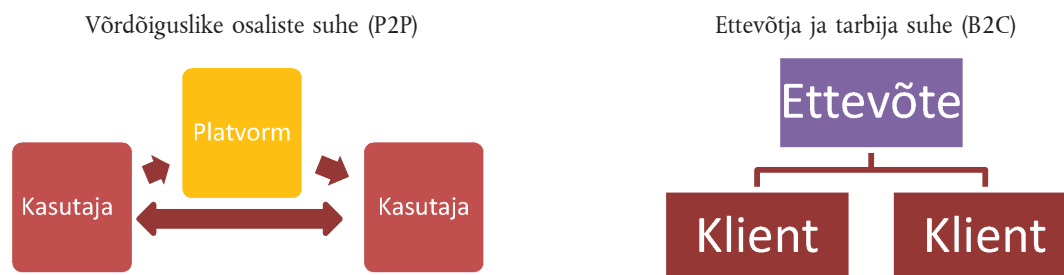 Võrdõiguslike osaliste suhe (P2P)
Platvorm
Kasutaja
Kasutaja
Ettevõtja ja tarbija suhe (B2C)
Ettevõte
Klient
Klient